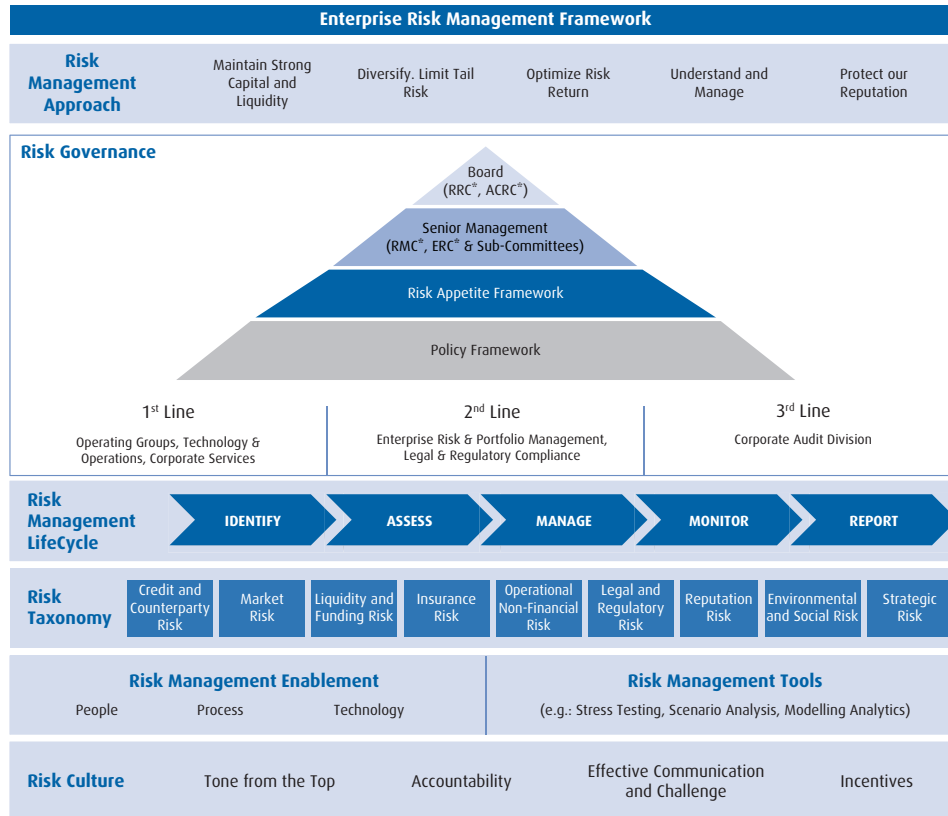 Enterprise Risk Management Framework
Risk
Management
Approach
Maintain Strong
Capital and
Liquidity
Diversify. Limit Tail
Risk
Optimize Risk
Return
Understand and
Manage
Protect our
Reputation
Risk Governance
Board
(RRC*, ACRC*)
Senior Management
(RMC*, ERC* & Sub-Committees)
Risk Appetite Framework
Policy Framework
1st Line
Operating Groups, Technology &
Operations, Corporate Services
2nd Line
Enterprise Risk & Portfolio Management,
Legal & Regulatory Compliance
3rd Line
Corporate Audit Division
Risk
Management
LifeCycle
IDENTIFY
ASSESS
MANAGE
MONITOR
REPORT
Risk
Taxonomy
Credit and
Counterparty
Risk
Market
Risk
Liquidity and
Funding Risk
Insurance
Risk
Operational
Non-Financial
Risk
Legal and
Regulatory
Risk
Reputation
Risk
Environmental
and Social Risk
Strategic
Risk
Risk Management Enablement
People
Process
Technology
Risk Management Tools
(e.g.: Stress Testing, Scenario Analysis, Modelling Analytics)
Risk Culture
Tone from the Top
Accountability
Effective Communication
and Challenge
Incentives